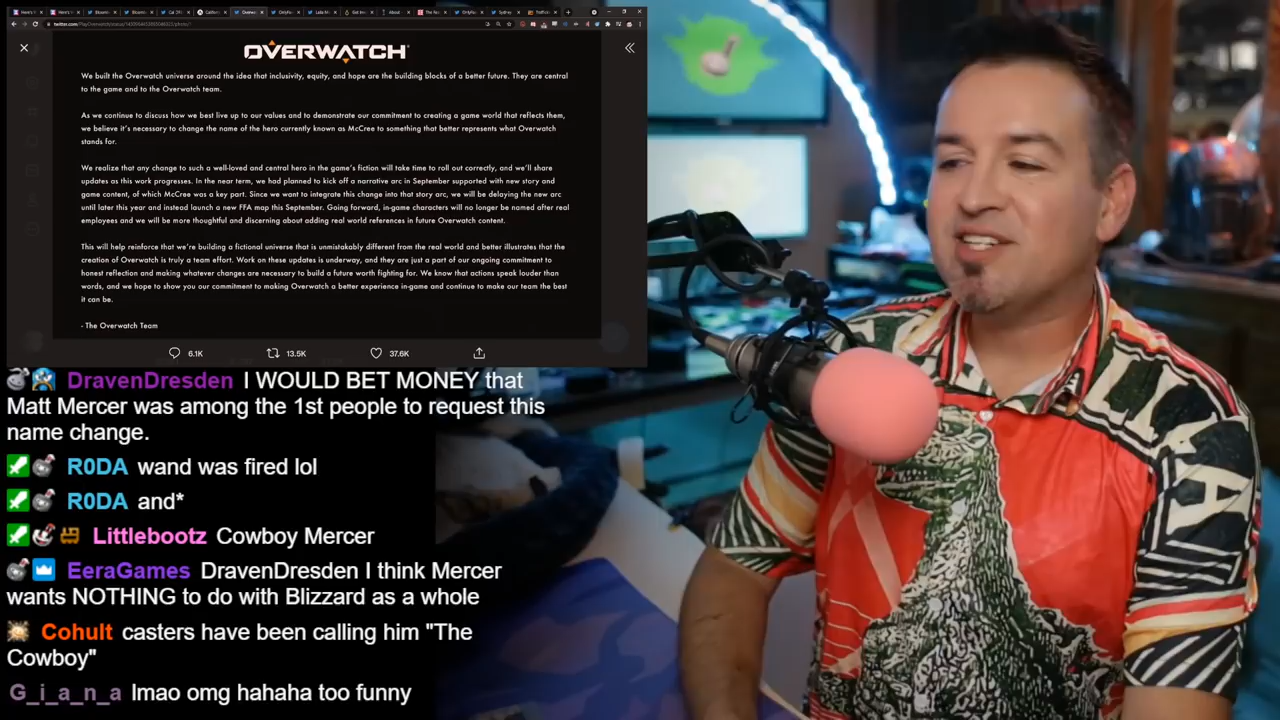 twitter.com/PlayOverwatch/status/
OVERWATCH
We built the Overwatch universe around the idea that inclusivity, equity, and hope are the building blocks of a better future. They are central
to the game and to the Overwatch team.
As we continue to discuss how we best live up to our values and to demonstrate our commitment to creating a game world that reflects them,
we believe it's necessary to change the name of the hero currently known as McCree to something that better represents what Overwatch
stands for.
We realize that any change to such a well-loved and central hero in the game's fiction will take time to roll out correctly, and we'll share
updates as this work progresses. In the near term, we had planned to kick off a narrative arc in September supported with new story and
game content, of which McCree was a key part. Since we want to integrate this change into that story arc, we will be delaying the new arc
until later this year and instead launch a new FFA map this September. Going forward, in-game characters will no longer be named after real
employees and we will be more thoughtful and discerning about adding real world references in future Overwatch content.
This will help reinforce that we're building a fictional universe that is unmistakably different from the real world and better illustrates that the
creation of Overwatch is truly a team effort. Work on these updates is underway, and they are just a part of our ongoing commitment to
honest reflection and making whatever changes are necessary to build a future worth fighting for. We know that actions speak louder than
words, and we hope to show you our commitment to making Overwatch a better experience in-game and continue to make our team the best
it can be.
- The Overwatch Team
6.1K 13.5K 37.6K
DravenDresden I WOULD BET MONEY that
Matt Mercer was among the 1st people to request this
name change.
R0DA wand was fired lol
R0DA and*
Littlebootz Cowboy Mercer
EeraGames DravenDresden I think Mercer
wants NOTHING to do with Blizzard as a whole
Cohult casters have been calling him "The
Cowboy"
G_i_a_n_a lmao omg hahaha too funny